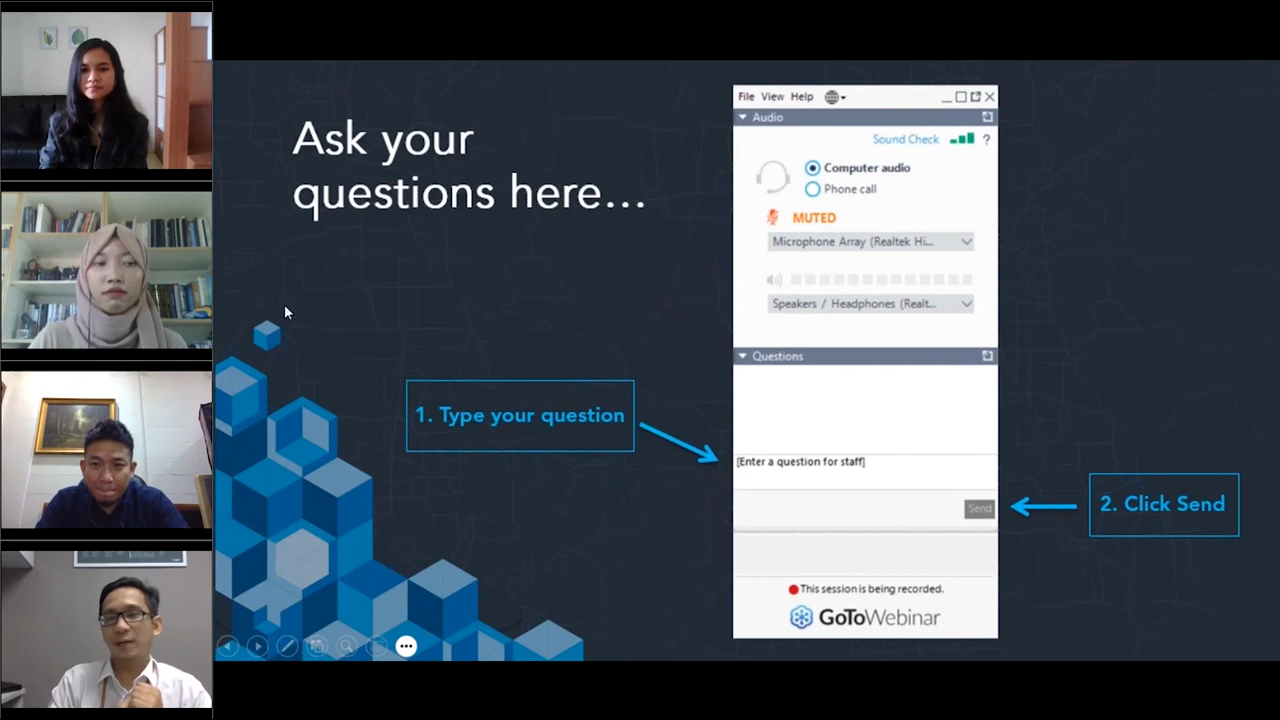 Ask your
questions here...
1. Type your question
2. Click Send
File View Help
Audio
Sound Check ?
Computer audio
Phone call
MUTED
Microphone Array (Realtek Hi...
Speakers / Headphones (Realt...
Questions
[Enter a question for staff]
Send
This session is being recorded.
GoToWebinar